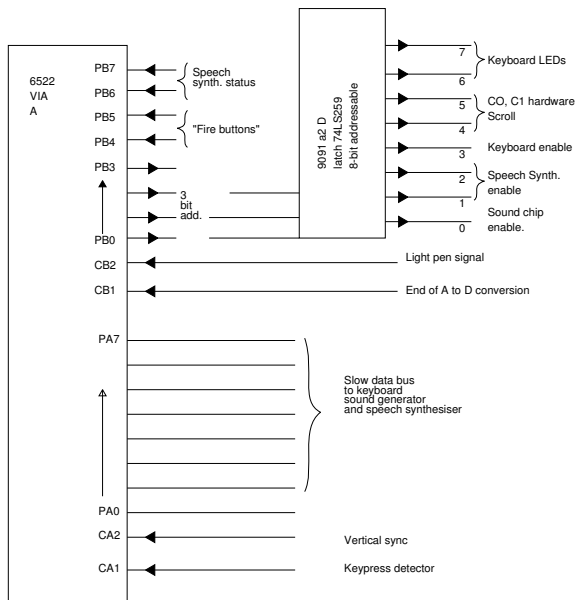 6522
VIA
A
PB7
PB6
PB5
PB4
PB3
PB0
CB2
CB1
PA7
PA0
CA2
CA1
Speech
synth. status
"Fire buttons"
3
bit
add.
9091 a2 D
latch 74LS259
8-bit addressable
7
6
5
4
3
2
1
0
Keyboard LEDs
CO, C1 hardware
Scroll
Keyboard enable
Speech Synth.
enable
Sound chip
enable.
Light pen signal
End of A to D conversion
Slow data bus
to keyboard
sound generator
and speech synthesiser
Vertical sync
Keypress detector